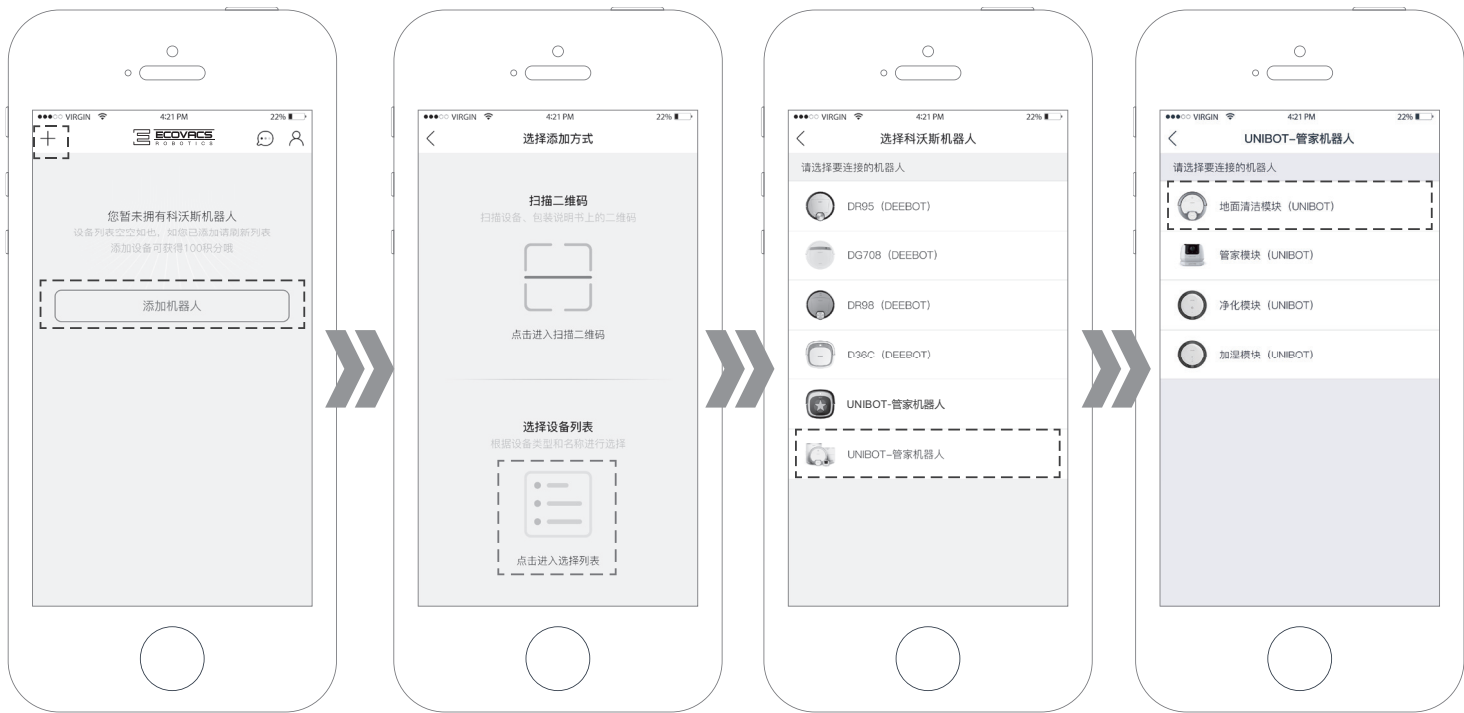 VIRGIN 4:21 PM 22%
ECOVACS
ROBOTICS
您暂未拥有科沃斯机器人
设备列表空空如也，如您已添加请刷新列表
添加设备可获得100积分哦
添加机器人
VIRGIN 4:21 PM 22%
选择添加方式
扫描二维码
扫描设备、包装说明书上的二维码
点击进入扫描二维码
选择设备列表
根据设备类型和名称进行选择
点击进入选择列表
VIRGIN 4:21 PM 22%
选择科沃斯机器人
请选择要连接的机器人
DR95（DEEBOT）
DG708（DEEBOT）
DR98（DEEBOT）
D36C（DEEBOT）
UNIBOT-管家机器人
UNIBOT-管家机器人
VIRGIN 4:21 PM 22%
UNIBOT-管家机器人
请选择要连接的机器人
地面清洁模块（UNIBOT）
管家模块（UNIBOT）
净化模块（UNIBOT）
加湿模块（UNIBOT）